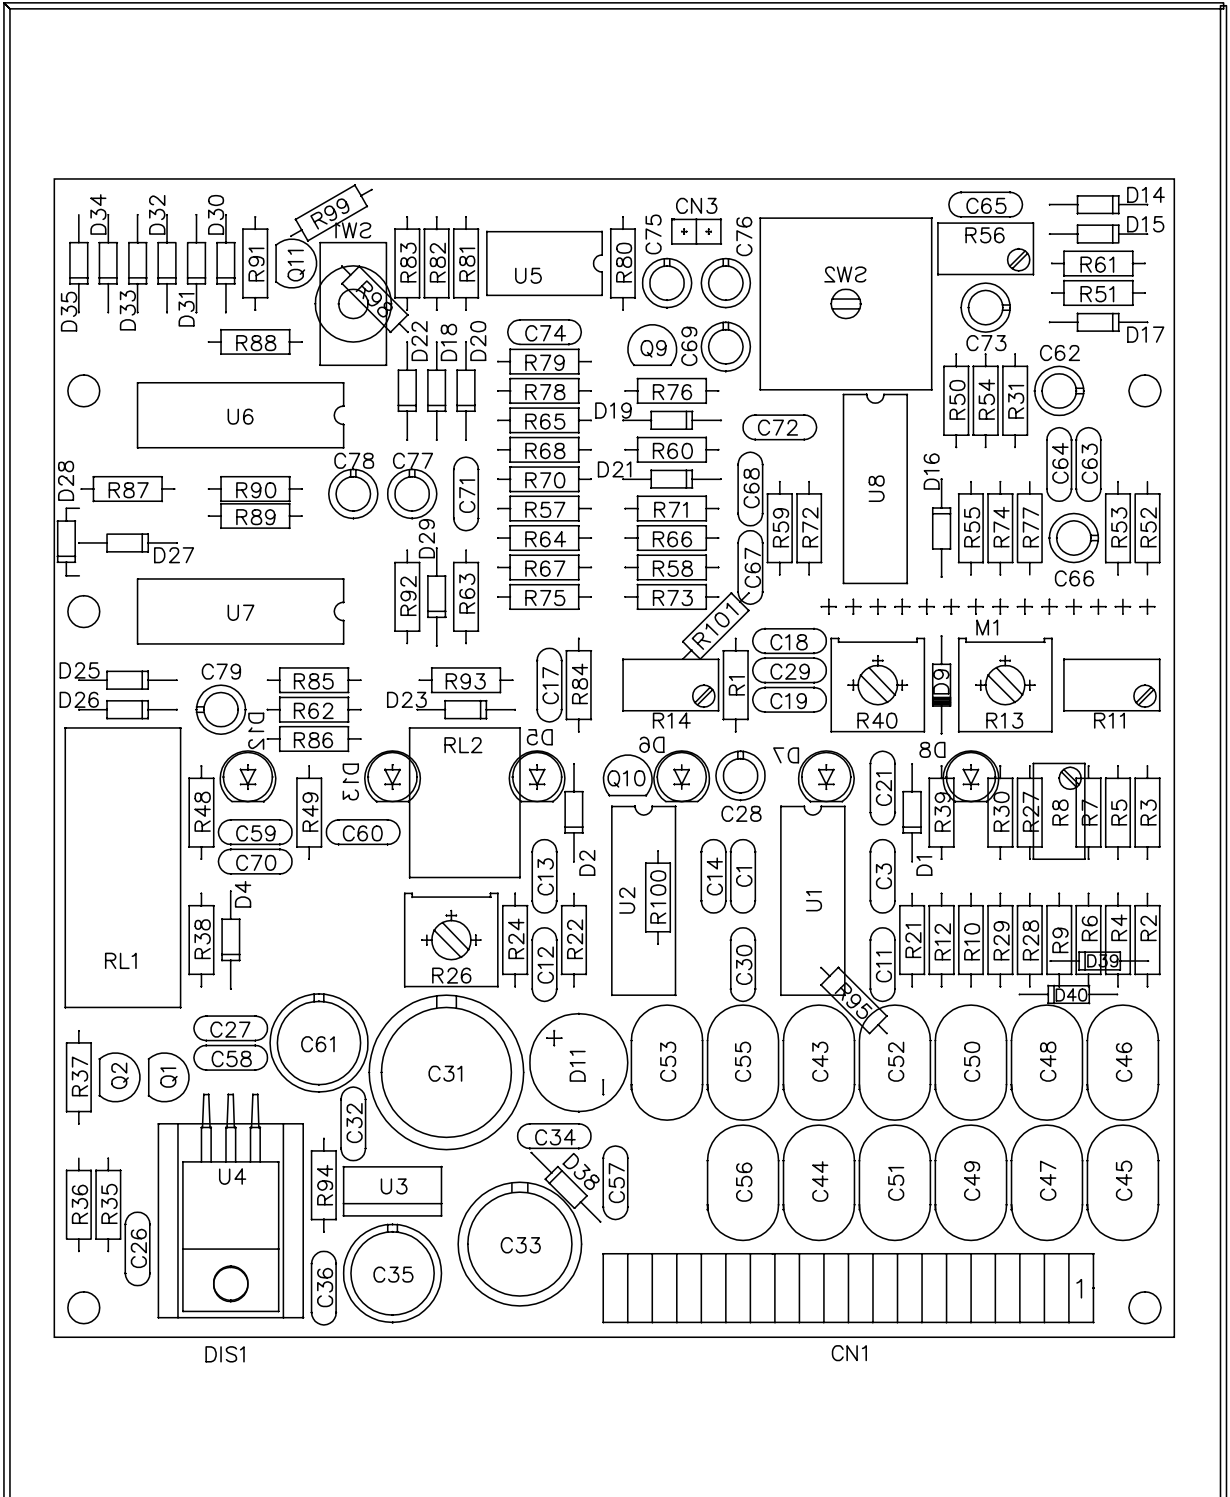 D34
D32
D30
R99
SW1
CN3
C75
C76
C65
D14
D15
R56
R91
Q11
R83
R82
R81
U5
R80
SW2
R61
R51
D35
D33
D31
R98
D17
R88
D22
D18
D20
C74
Q9
C69
C73
C62
R79
R78
R76
R50
R54
R31
U6
R65
D19
C72
R68
R60
C64
C63
D28
C78
C77
C71
R70
D21
C68
U8
D16
R87
R90
R89
R57
R71
R59
R72
R55
R74
R77
R53
R52
D27
D29
R64
R66
C67
C66
R67
R58
R92
R63
R75
R73
U7
R101
M1
C18
D25
C79
R85
R93
C17
R84
R1
C29
D9
D26
R62
D23
C19
R14
R40
R13
R11
D12
R86
RL2
D5
D6
D7
D8
D13
Q10
C28
C21
R48
R49
R39
R30
R27
R8
R7
R5
R3
C59
C60
C70
D2
D1
C13
C14
C1
C3
D4
U2
R100
U1
R38
R24
R22
R21
R12
R10
R29
R28
R9
R6
R4
R2
RL1
R26
C12
C30
C11
D39
R95
D40
C27
C58
C61
C31
+
D11
-
C53
C55
C43
C52
C50
C48
C46
R37
Q2
Q1
C32
C34
U4
R94
U3
D38
C57
C56
C44
C51
C49
C47
C45
R36
R35
C26
C33
C36
C35
1
DIS1
CN1